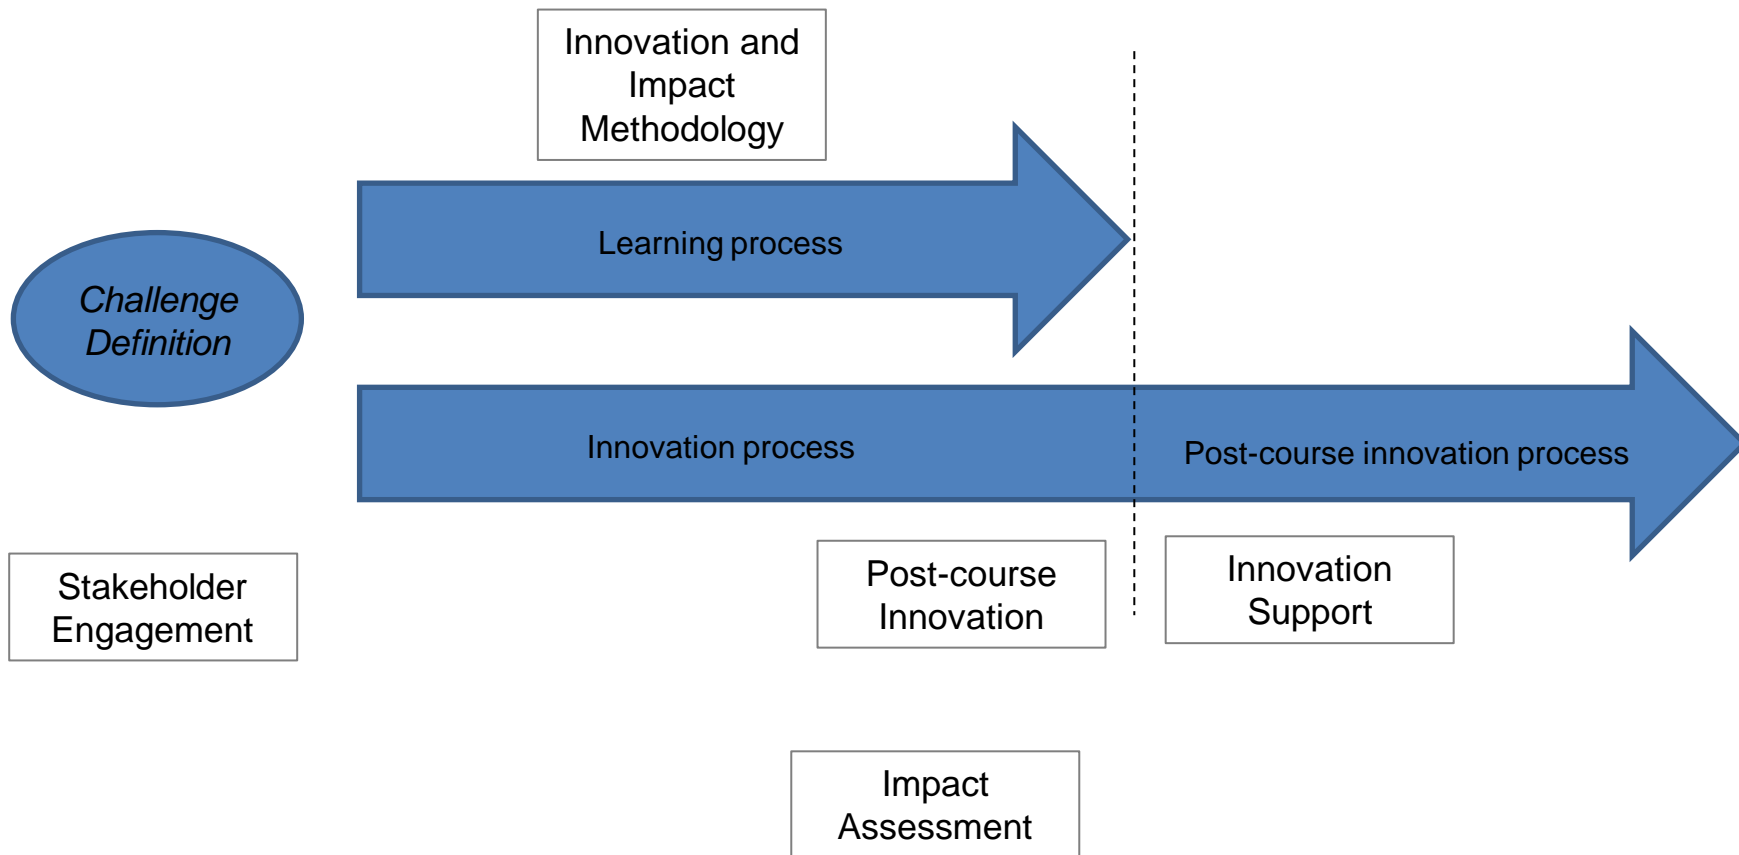 Innovation and
Impact
Methodology
Learning process
Challenge
Definition
Innovation process
Post-course innovation process
Stakeholder
Engagement
Post-course
Innovation
Innovation
Support
Impact
Assessment